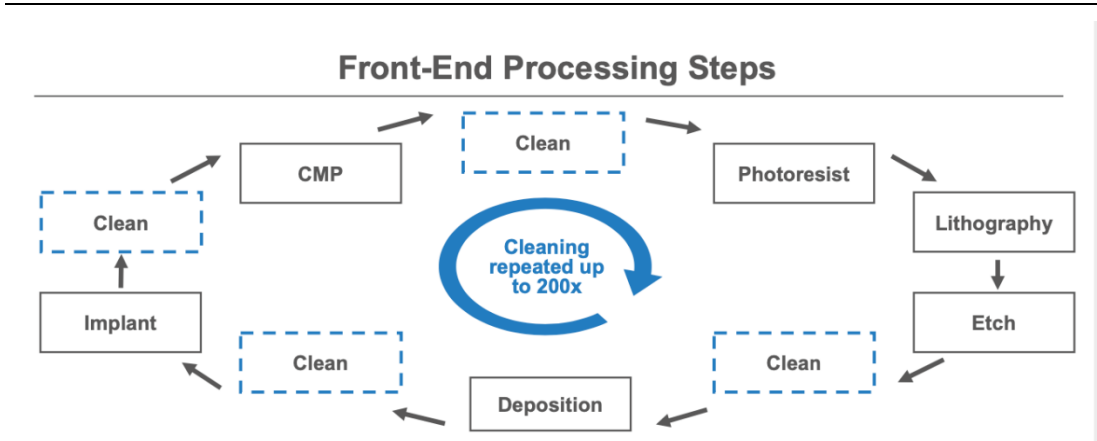 Front-End Processing Steps
Clean
CMP
Photoresist
Clean
Lithography
Cleaning
repeated up
to 200x
Implant
Etch
Clean
Clean
Deposition